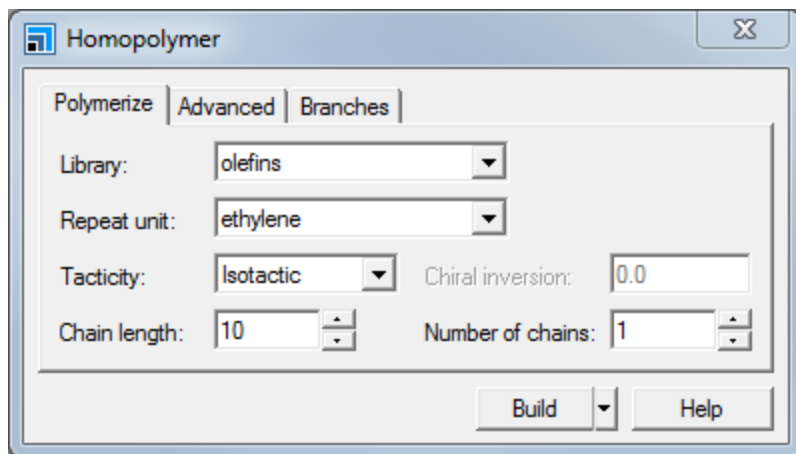 Homopolymer
Polymerize Advanced Branches
Library: olefins
Repeat unit: ethylene
Tacticity: Isotactic Chiral inversion: 0.0
Chain length: 10 Number of chains: 1
Build Help